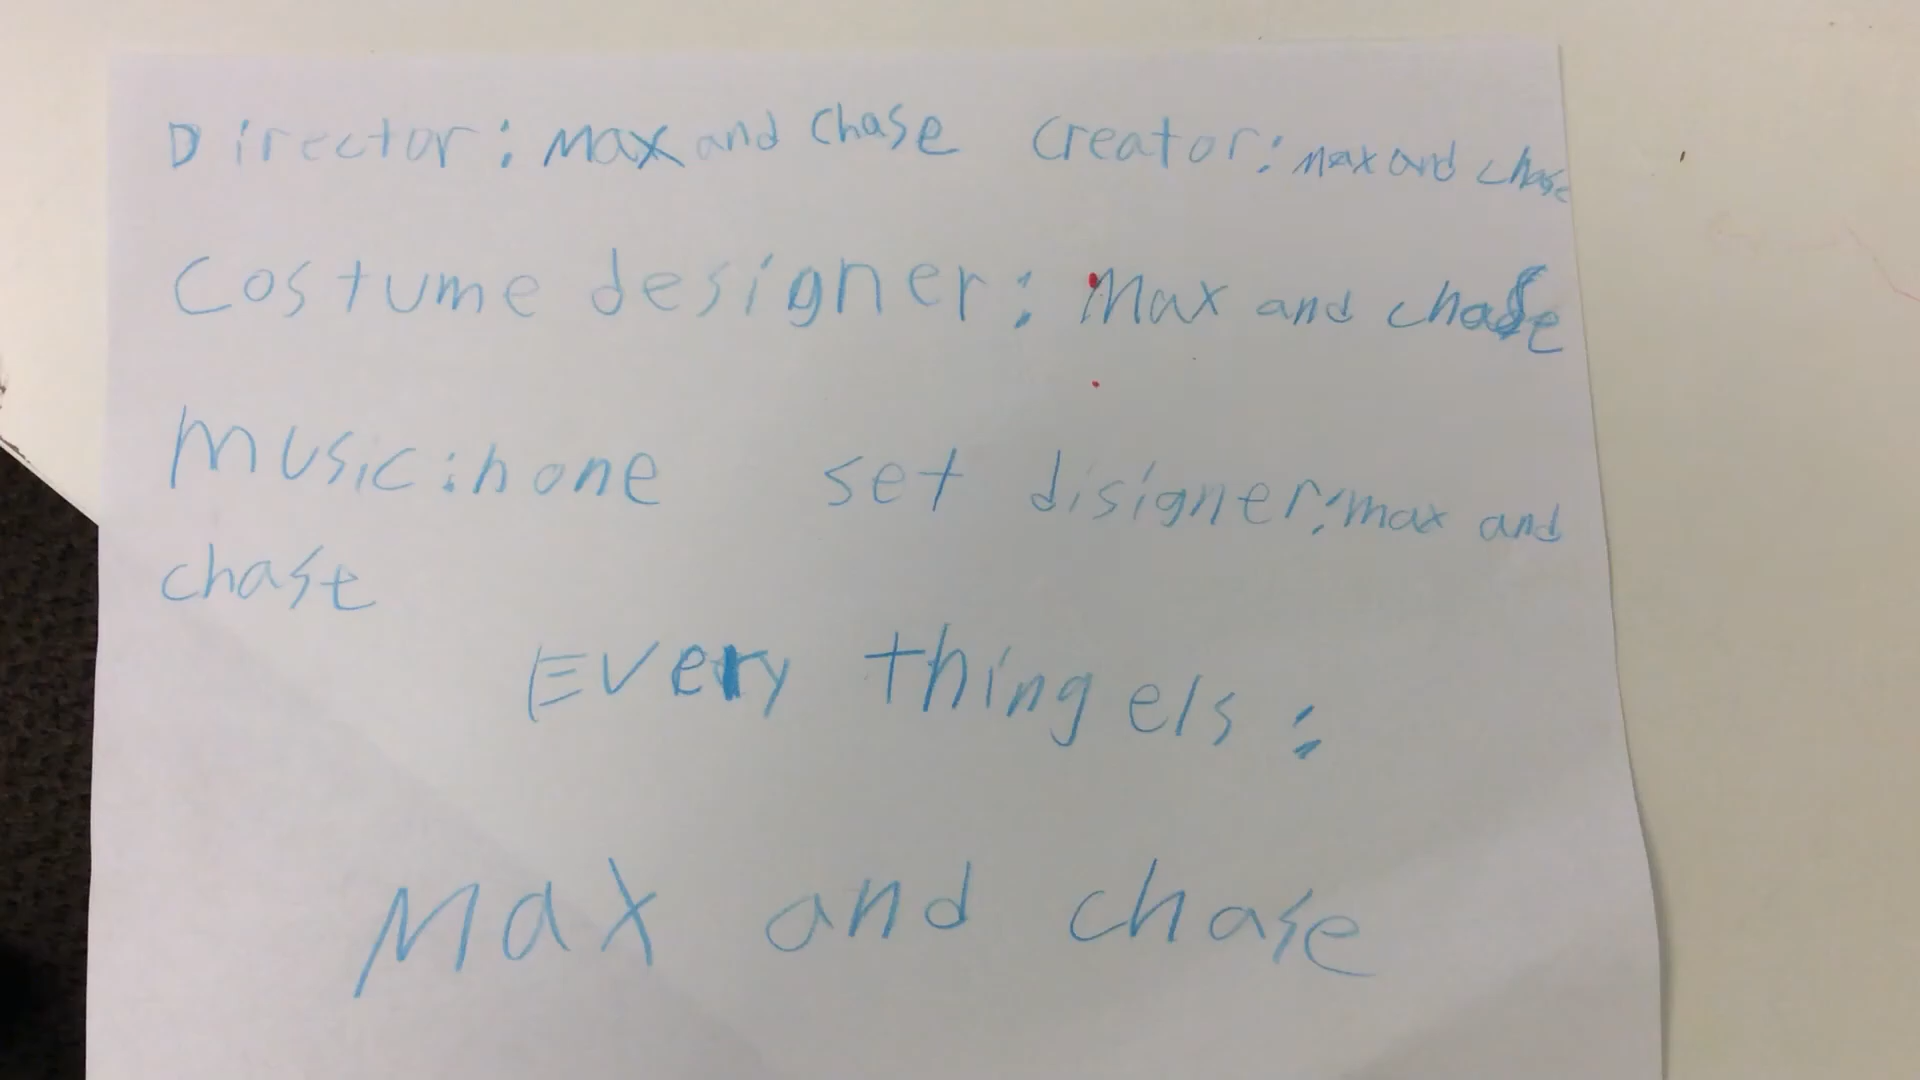 Director: Max and Chase Creator: Max and chase
Costume designer: Max and chase
Music: none set disigner: max and
chase
Every thing els:
Max and chase